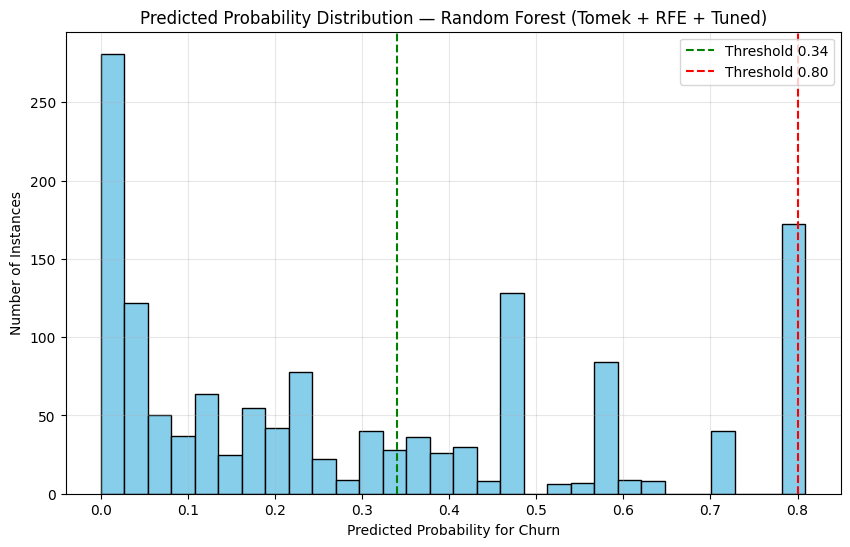 Predicted Probability Distribution — Random Forest (Tomek + RFE + Tuned)
Threshold 0.34
Threshold 0.80
Number of Instances
250
200
150
100
50
0
0.0 0.1 0.2 0.3 0.4 0.5 0.6 0.7 0.8
Predicted Probability for Churn